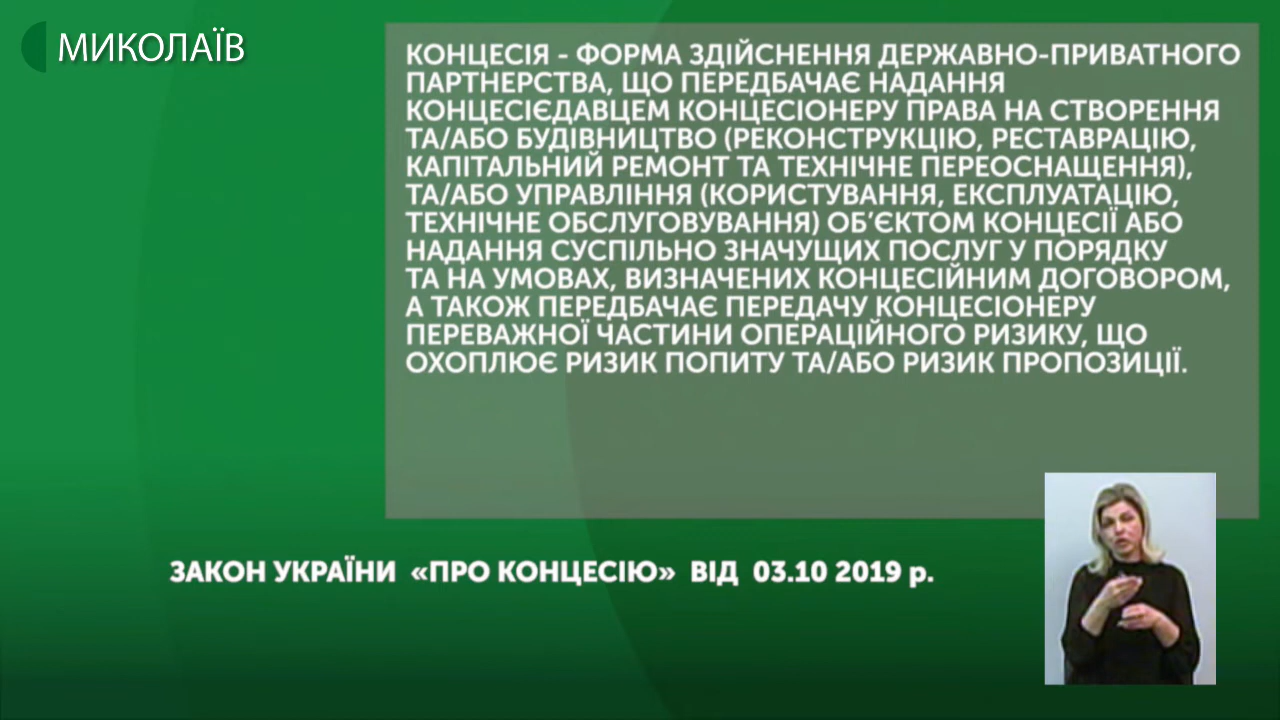 МИКОЛАЇВ
КОНЦЕСІЯ - ФОРМА ЗДІЙСНЕННЯ ДЕРЖАВНО-ПРИВАТНОГО
ПАРТНЕРСТВА, ЩО ПЕРЕДБАЧАЄ НАДАННЯ
КОНЦЕСІЄДАВЦЕМ КОНЦЕСІОНЕРУ ПРАВА НА СТВОРЕННЯ
ТА/АБО БУДІВНИЦТВО (РЕКОНСТРУКЦІЮ, РЕСТАВРАЦІЮ,
КАПІТАЛЬНИЙ РЕМОНТ ТА ТЕХНІЧНЕ ПЕРЕОСНАЩЕННЯ),
ТА/АБО УПРАВЛІННЯ (КОРИСТУВАННЯ, ЕКСПЛУАТАЦІЮ,
ТЕХНІЧНЕ ОБСЛУГОВУВАННЯ) ОБ'ЄКТОМ КОНЦЕСІЇ АБО
НАДАННЯ СУСПІЛЬНО ЗНАЧУЩИХ ПОСЛУГ У ПОРЯДКУ
ТА НА УМОВАХ, ВИЗНАЧЕНИХ КОНЦЕСІЙНИМ ДОГОВОРОМ,
А ТАКОЖ ПЕРЕДБАЧАЄ ПЕРЕДАЧУ КОНЦЕСІОНЕРУ
ПЕРЕВАЖНОЇ ЧАСТИНИ ОПЕРАЦІЙНОГО РИЗИКУ, ЩО
ОХОПЛЮЄ РИЗИК ПОПИТУ ТА/АБО РИЗИК ПРОПОЗИЦІЇ.
ЗАКОН УКРАЇНИ «ПРО КОНЦЕСІЮ» ВІД 03.10 2019 р.